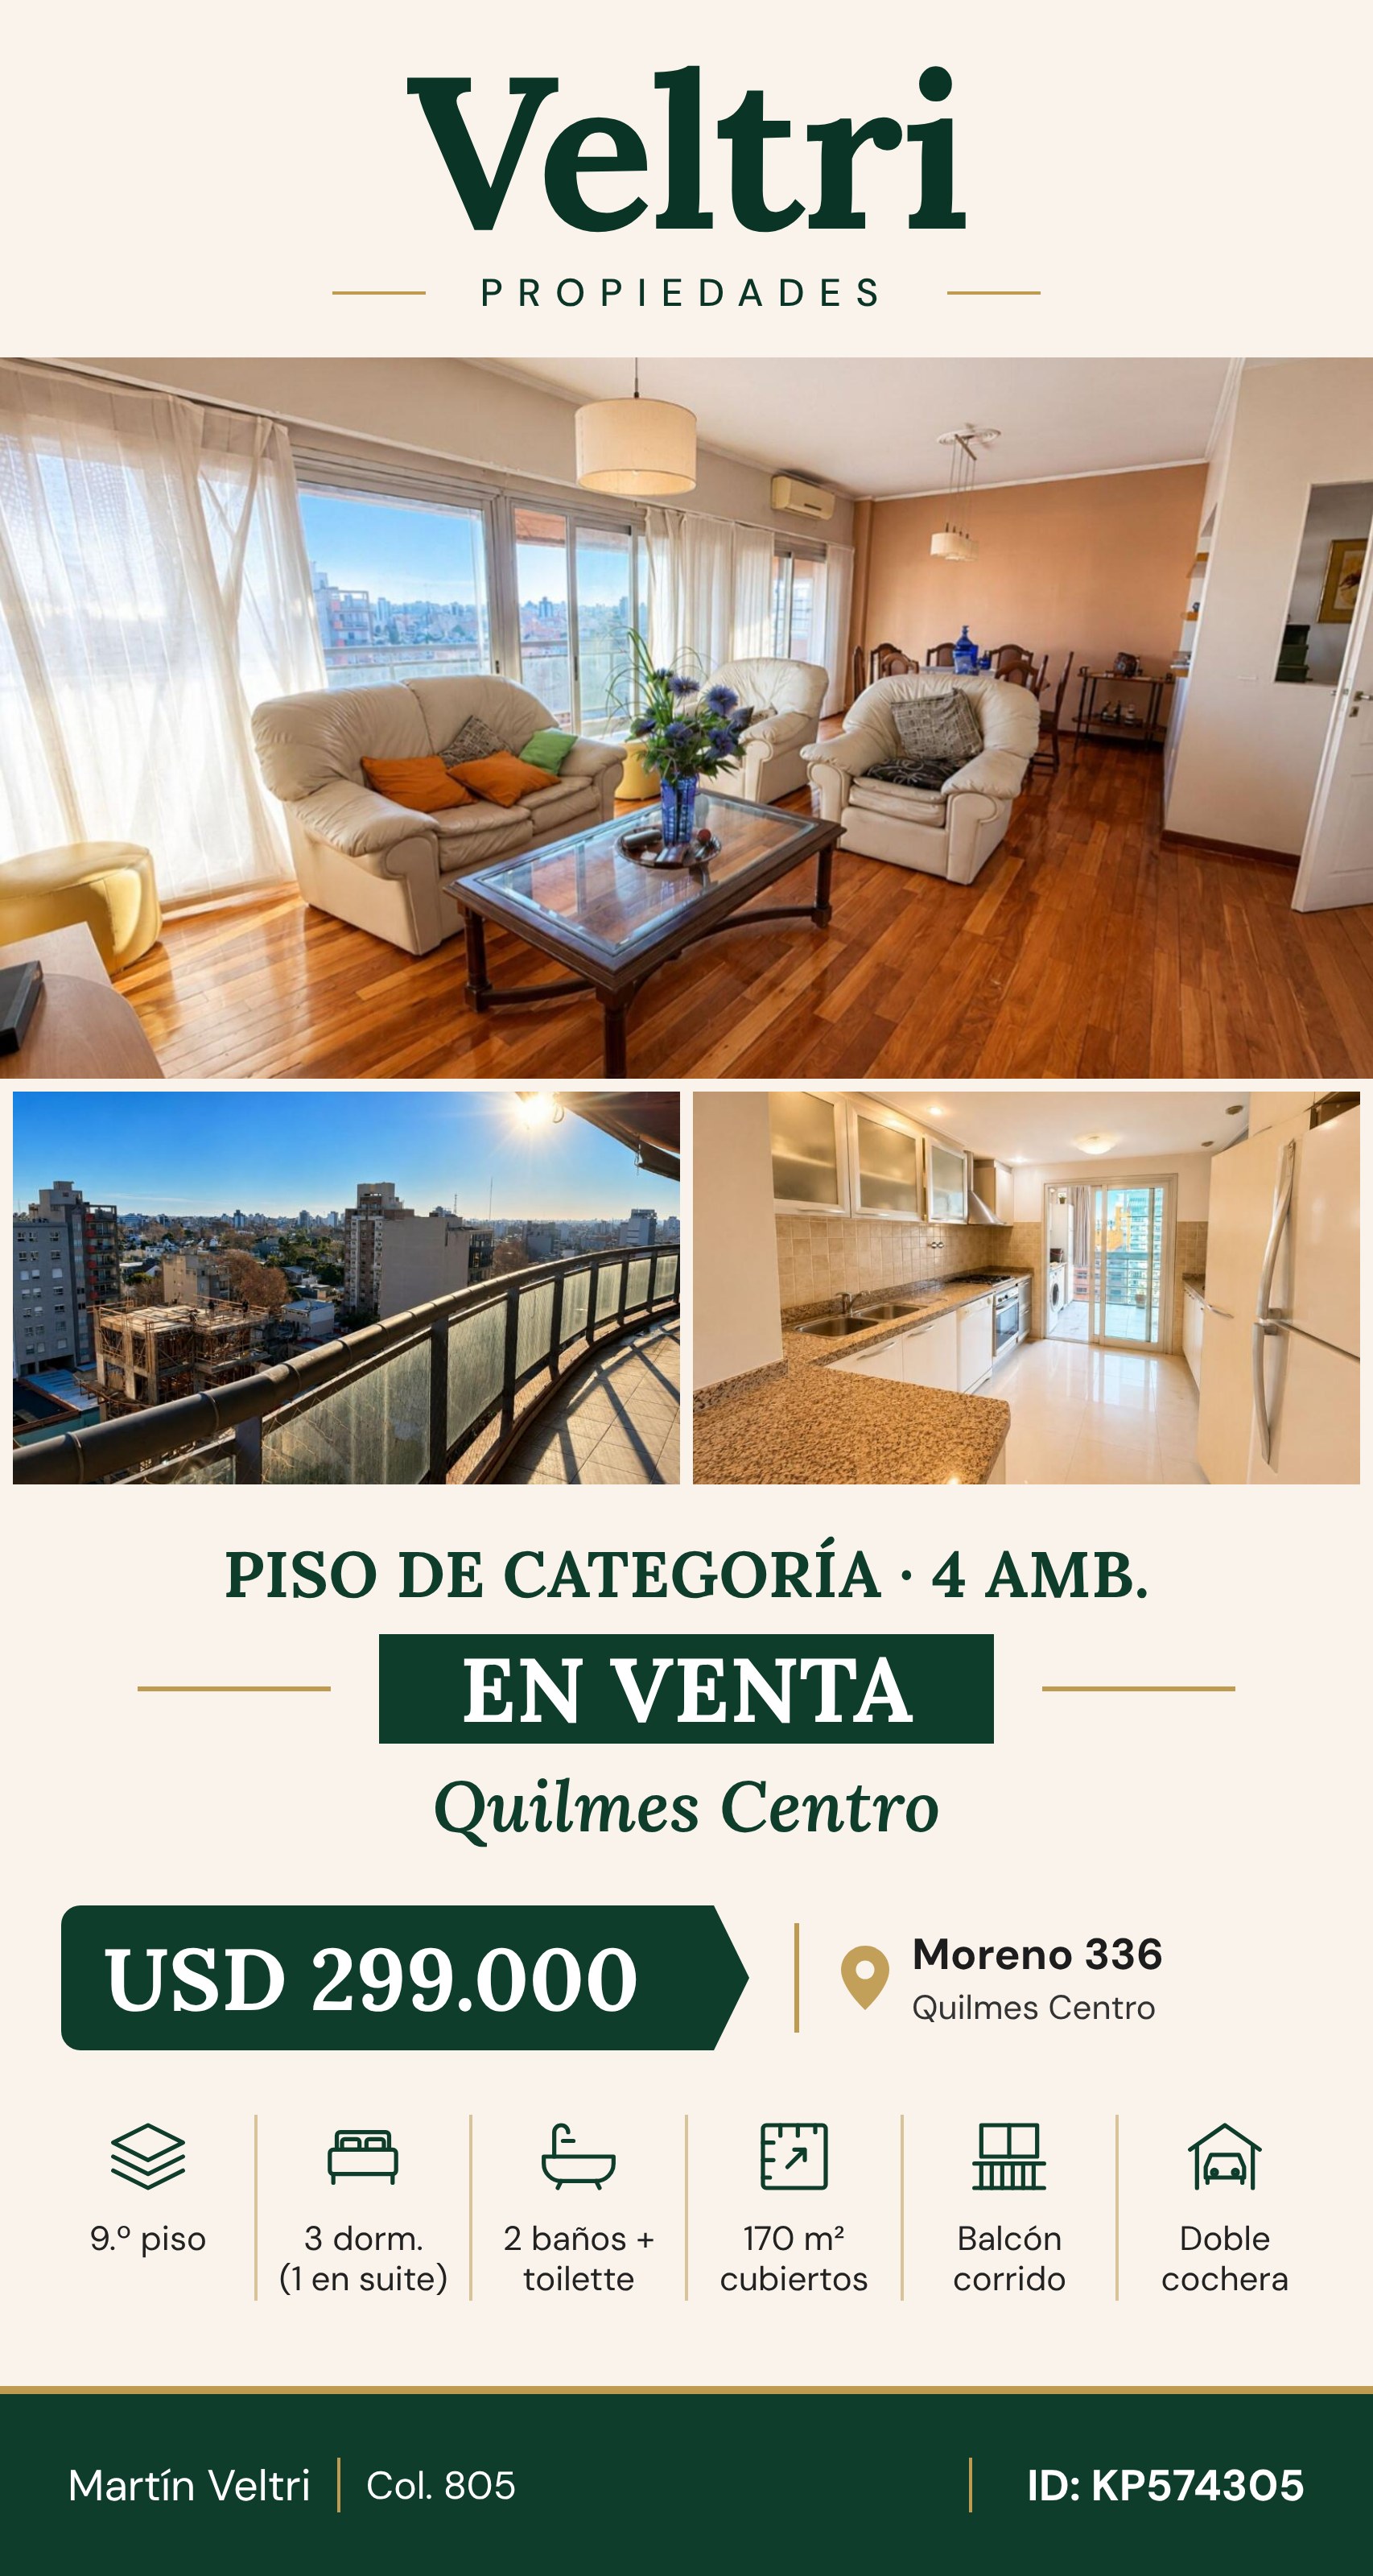 Veltri
PROPIEDADES
PISO DE CATEGORÍA · 4 AMB.
EN VENTA
Quilmes Centro
USD 299.000
Moreno 336
Quilmes Centro
9.º piso
3 dorm.
(1 en suite)
2 baños +
toilette
170 m²
cubiertos
Balcón
corrido
Doble
cochera
Martín Veltri
Col. 805
ID: KP574305